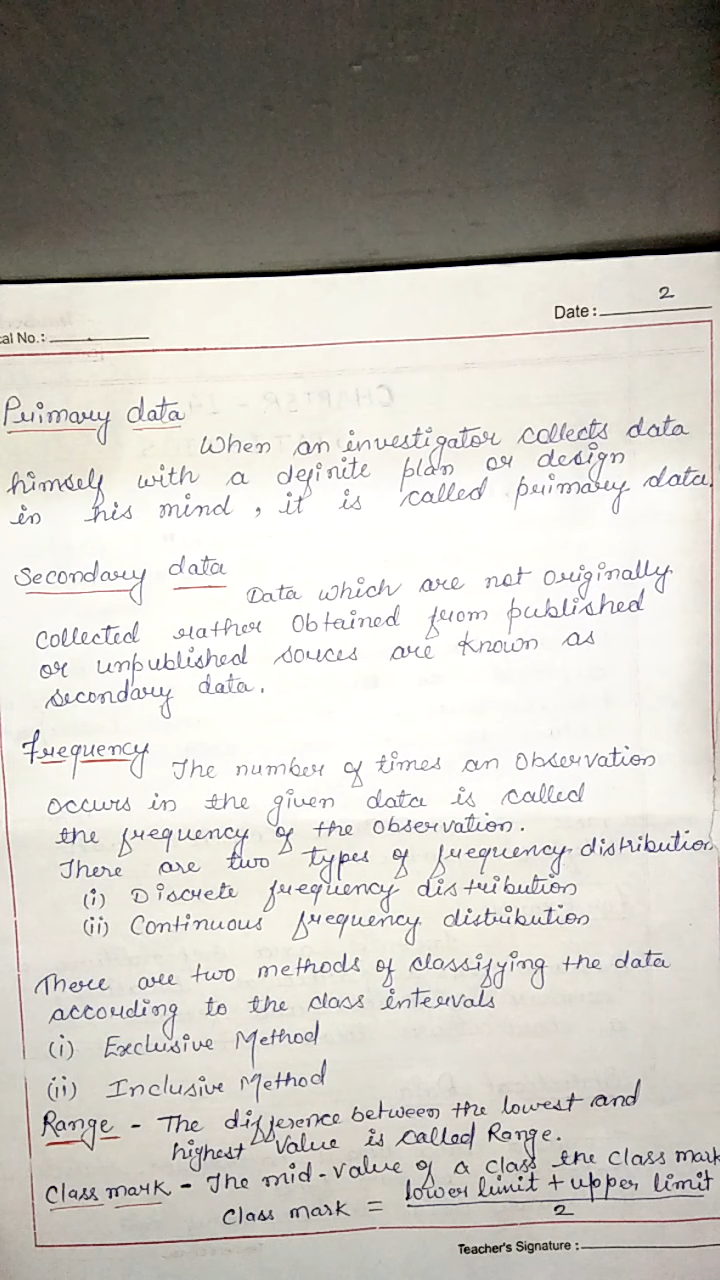 Date: 2
cal No.:
Primary data
When an investigator collects data
himself with a definite plan or design
in his mind, it is called primary data.
Secondary data
Data which are not originally
collected rather obtained from published
or unpublished souces are known as
secondary data.
Frequency
The number of times an observation
occurs in the given data is called
the frequency of the observation.
There are two types of frequency distribution
(i) Discrete frequency distribution
(ii) Continuous frequency distribution
There are two methods of classifying the data
according to the class intervals
(i) Exclusive Method
(ii) Inclusive Method
Range - The difference between the lowest and
highest value is called Range.
Class mark - The mid-value of a class the class mark
Class mark = lower limit + upper limit
2
Teacher's Signature :